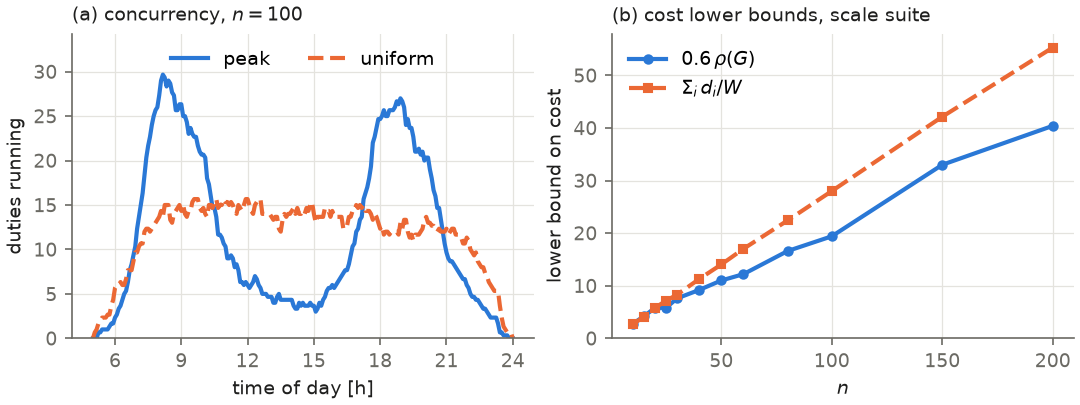 (a) concurrency, n = 100
peak
uniform
duties running
30
25
20
15
10
5
0
6
9
12
15
18
21
24
time of day [h]
(b) cost lower bounds, scale suite
0.6 ρ(G)
Σᵢ dᵢ/W
lower bound on cost
50
40
30
20
10
0
50
100
150
200
n